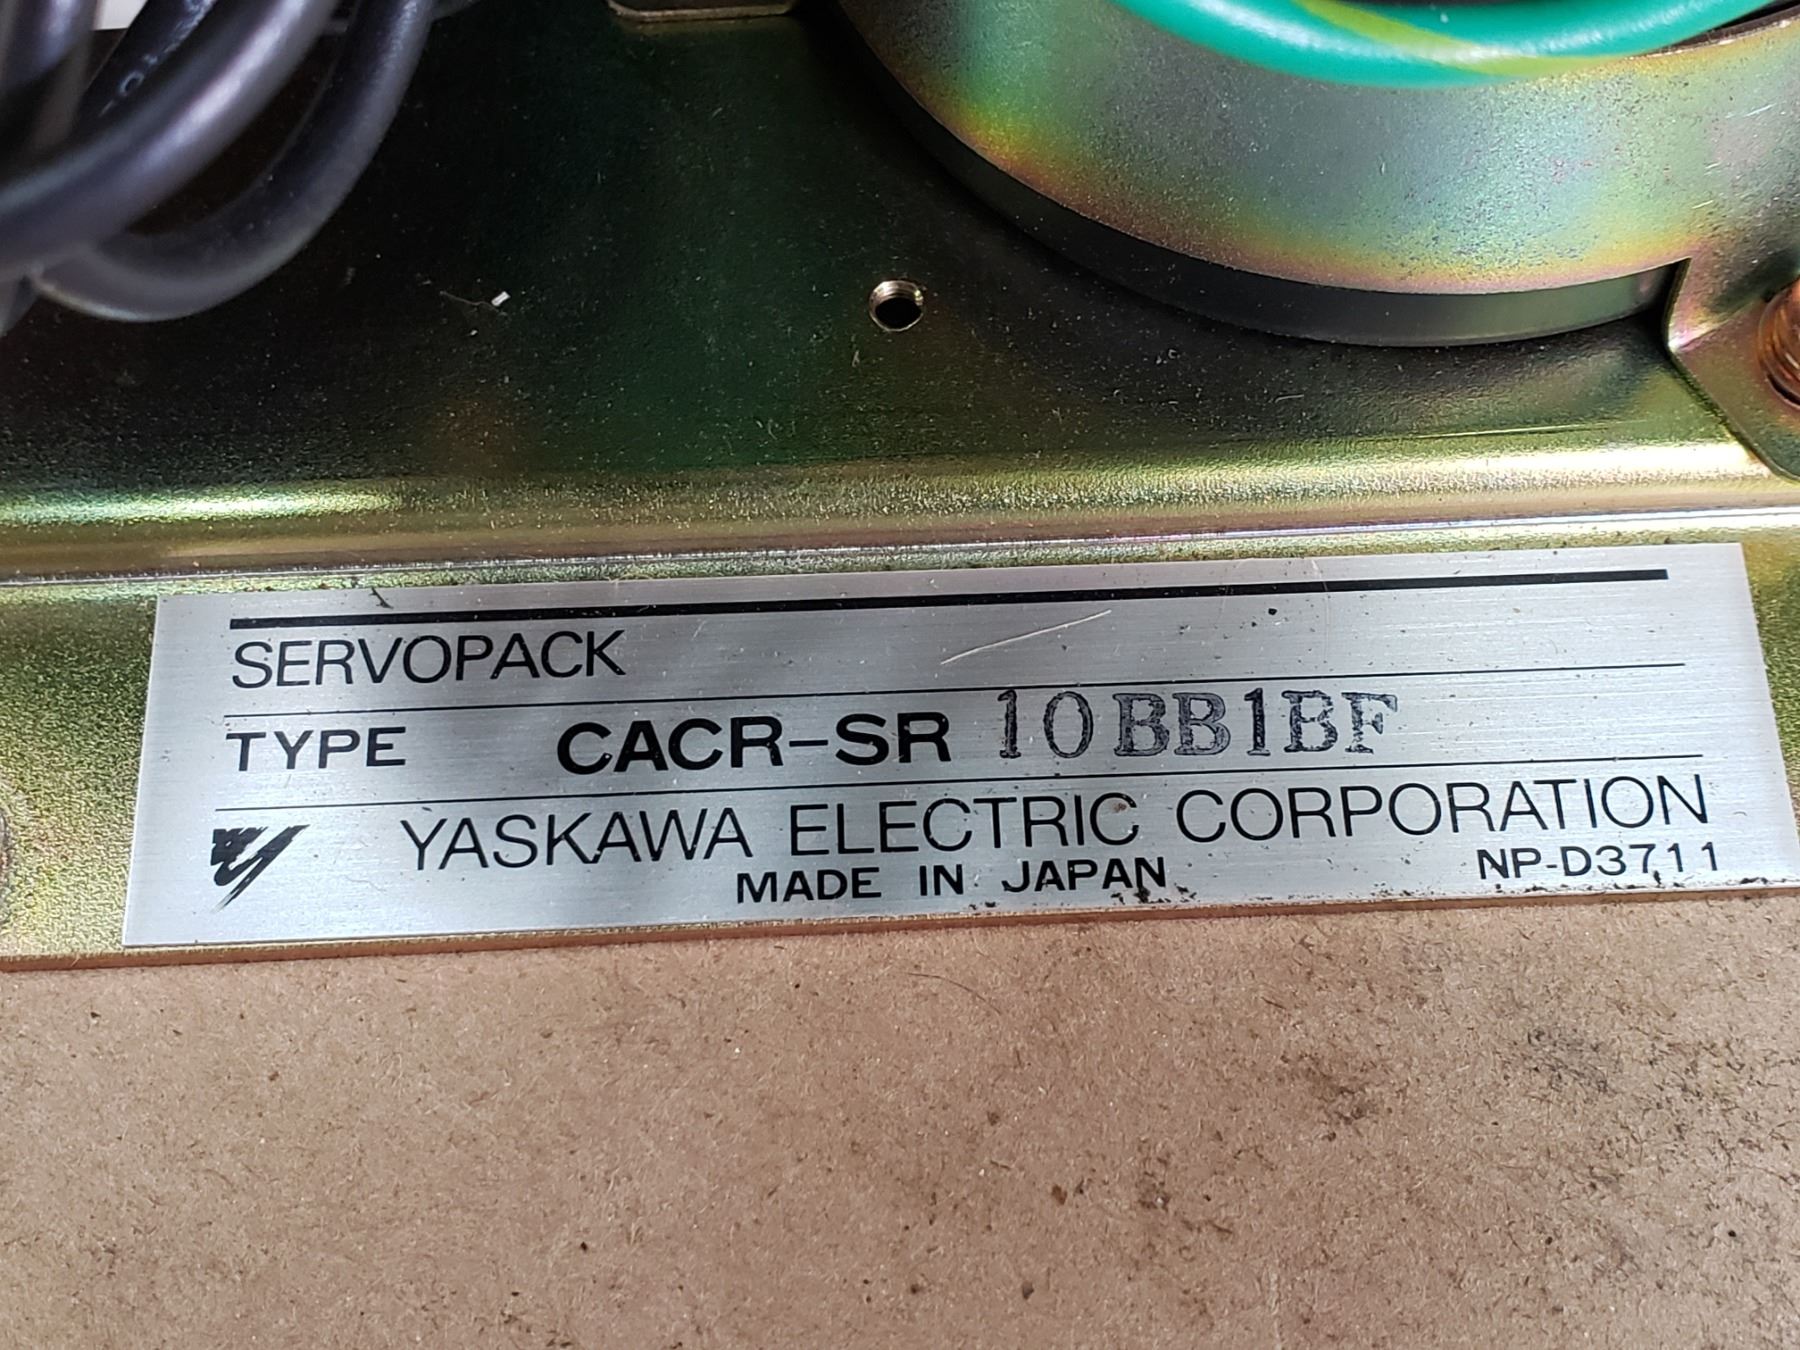 SERVOPACK
TYPE CACR-SR 10BB1BF
YASKAWA ELECTRIC CORPORATION
MADE IN JAPAN NP-D3711